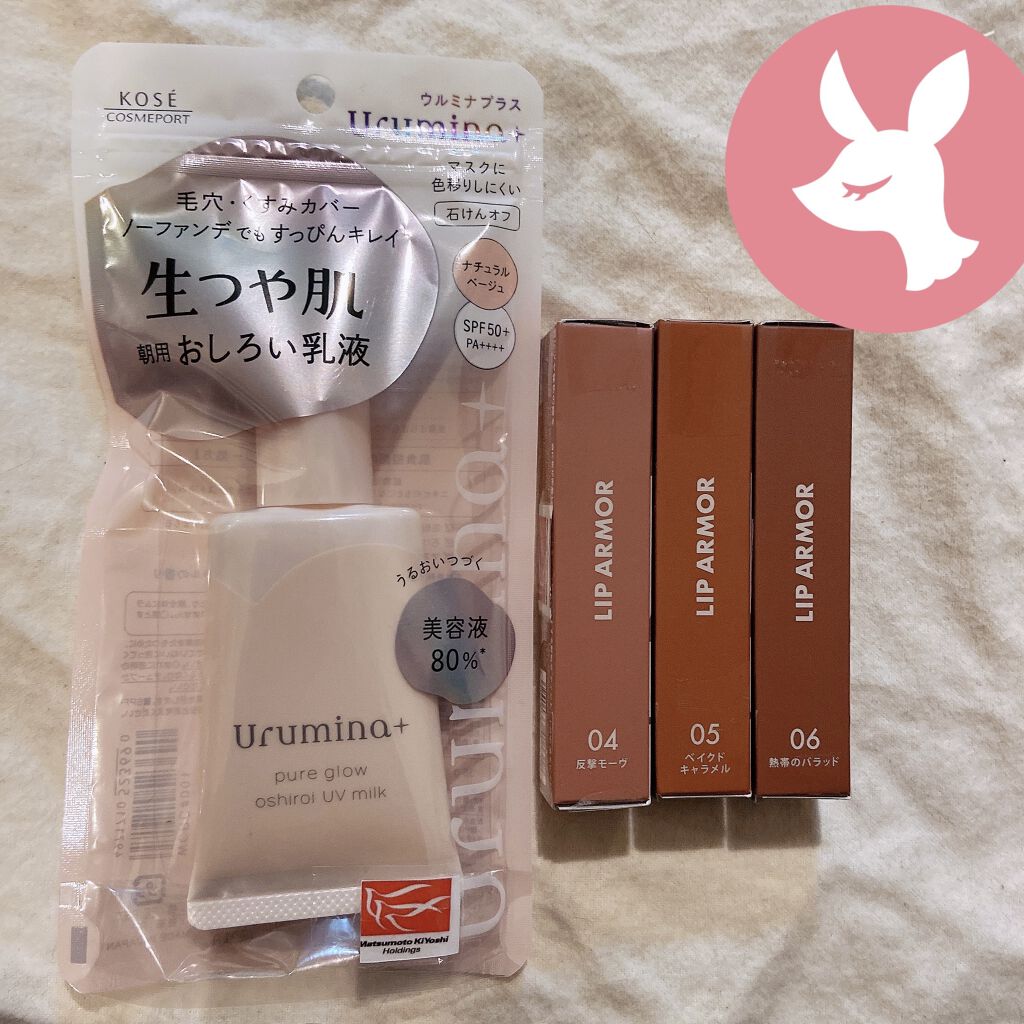 KOSÉ
COSMEPORT
ウルミナプラス
Urumina+
マスクに
色移りしにくい
石けんオフ
毛穴・くすみカバー
ノーファンデでもすっぴんキレイ
生つや肌
朝用 おしろい乳液
ナチュラル
ベージュ
SPF50+
PA++++
うるおいつづく
美容液
80%*
Urumina+
pure glow
oshiroi UV milk
Matsumoto KiYoshi
Holdings
LIP ARMOR
04
反撃モーヴ
LIP ARMOR
05
ベイクド
キャラメル
LIP ARMOR
06
熱帯のバラッド